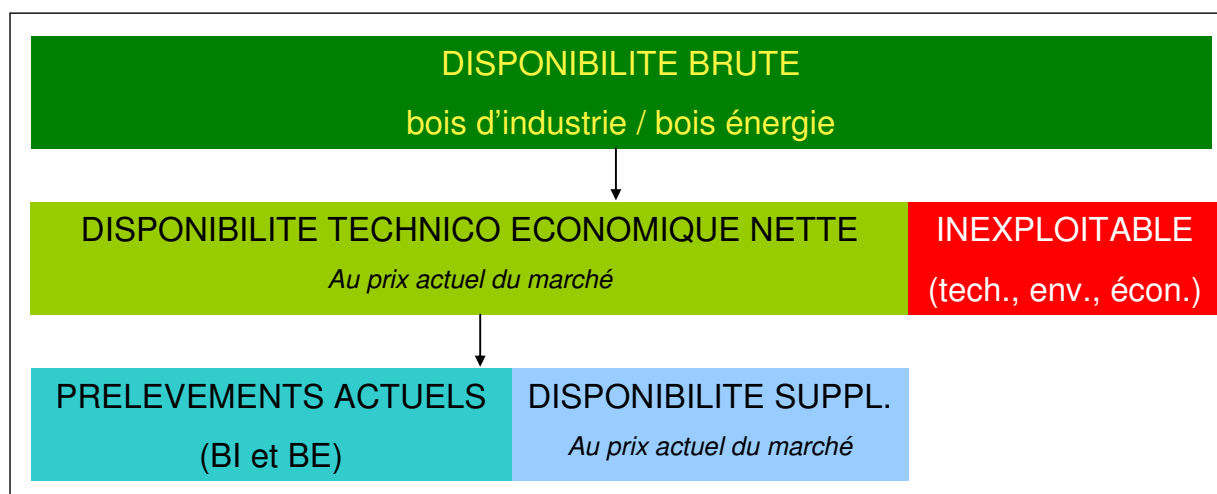 DISPONIBILITE BRUTE
bois d'industrie / bois énergie
DISPONIBILITE TECHNICO ECONOMIQUE NETTE
Au prix actuel du marché
INEXPLOITABLE
(tech., env., écon.)
PRELEVEMENTS ACTUELS
(BI et BE)
DISPONIBILITE SUPPL.
Au prix actuel du marché